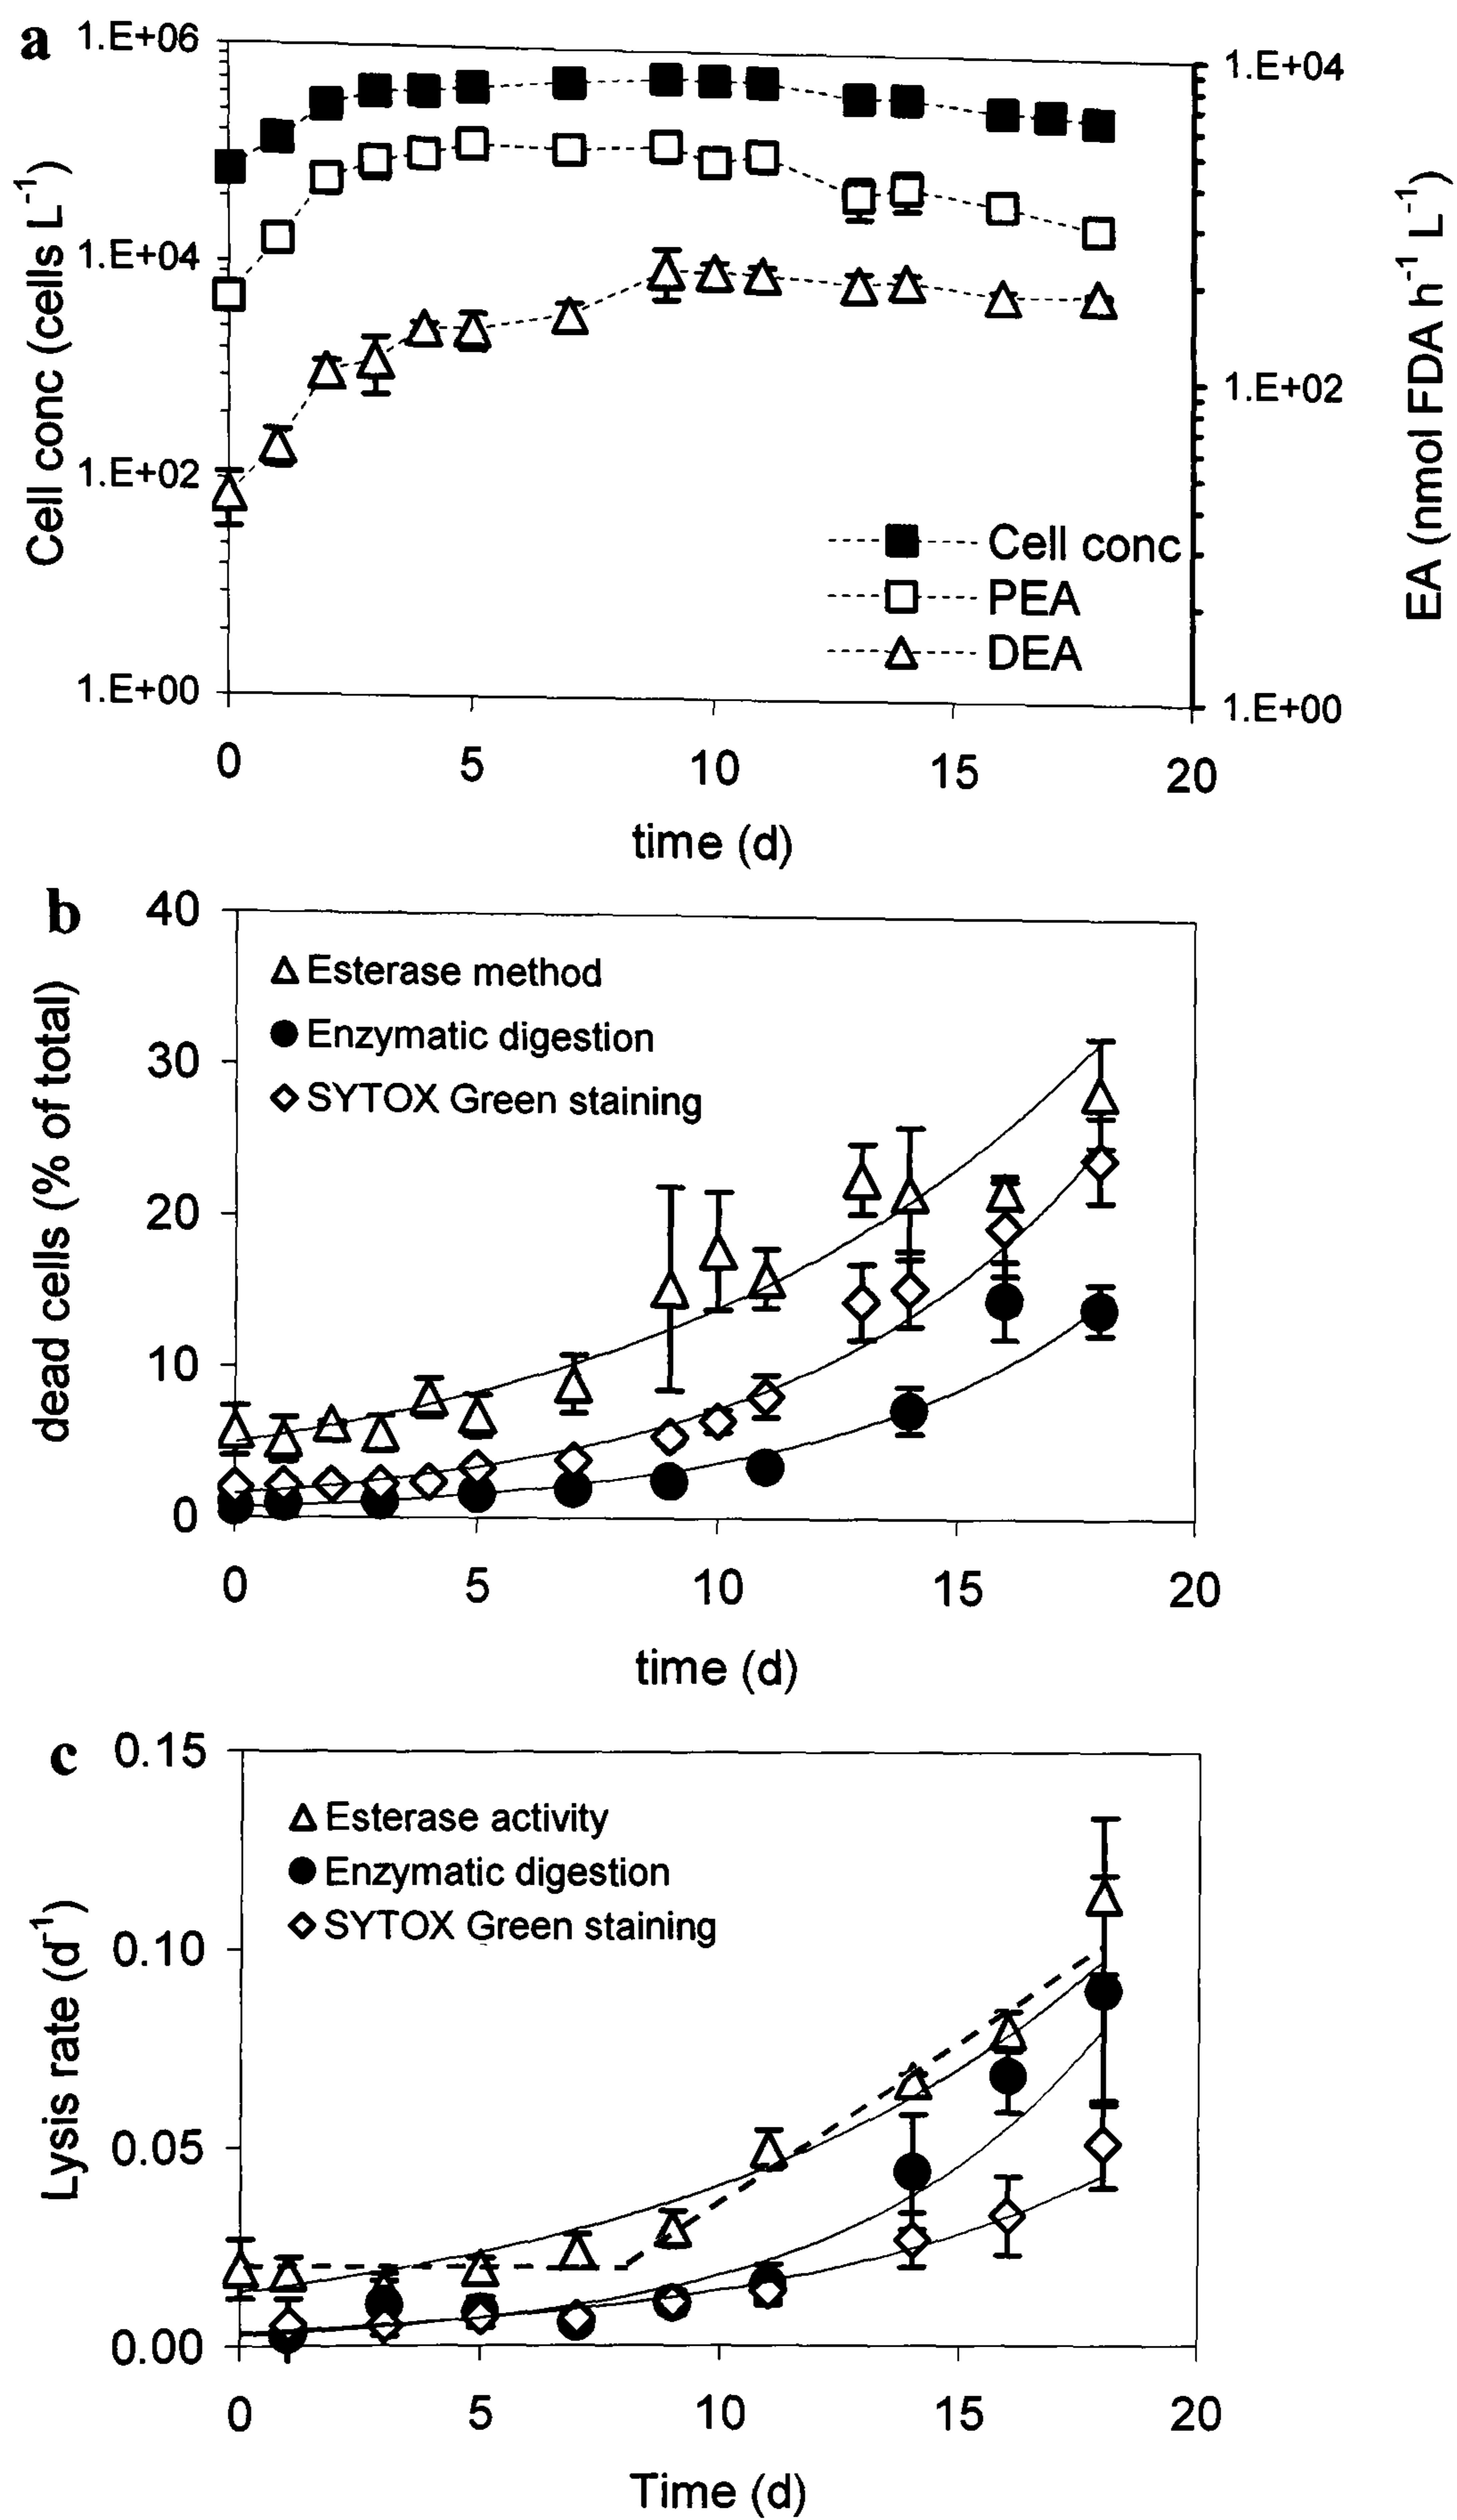 a
1.E+06
1.E+04
1.E+02
1.E+00
Cell conc (cells L⁻¹)
1.E+04
1.E+02
1.E+00
EA (nmol FDA h⁻¹ L⁻¹)
Cell conc
PEA
DEA
0 5 10 15 20
time (d)
b
40
30
20
10
0
dead cells (% of total)
Esterase method
Enzymatic digestion
SYTOX Green staining
0 5 10 15 20
time (d)
c
0.15
0.10
0.05
0.00
Lysis rate (d⁻¹)
Esterase activity
Enzymatic digestion
SYTOX Green staining
0 5 10 15 20
Time (d)